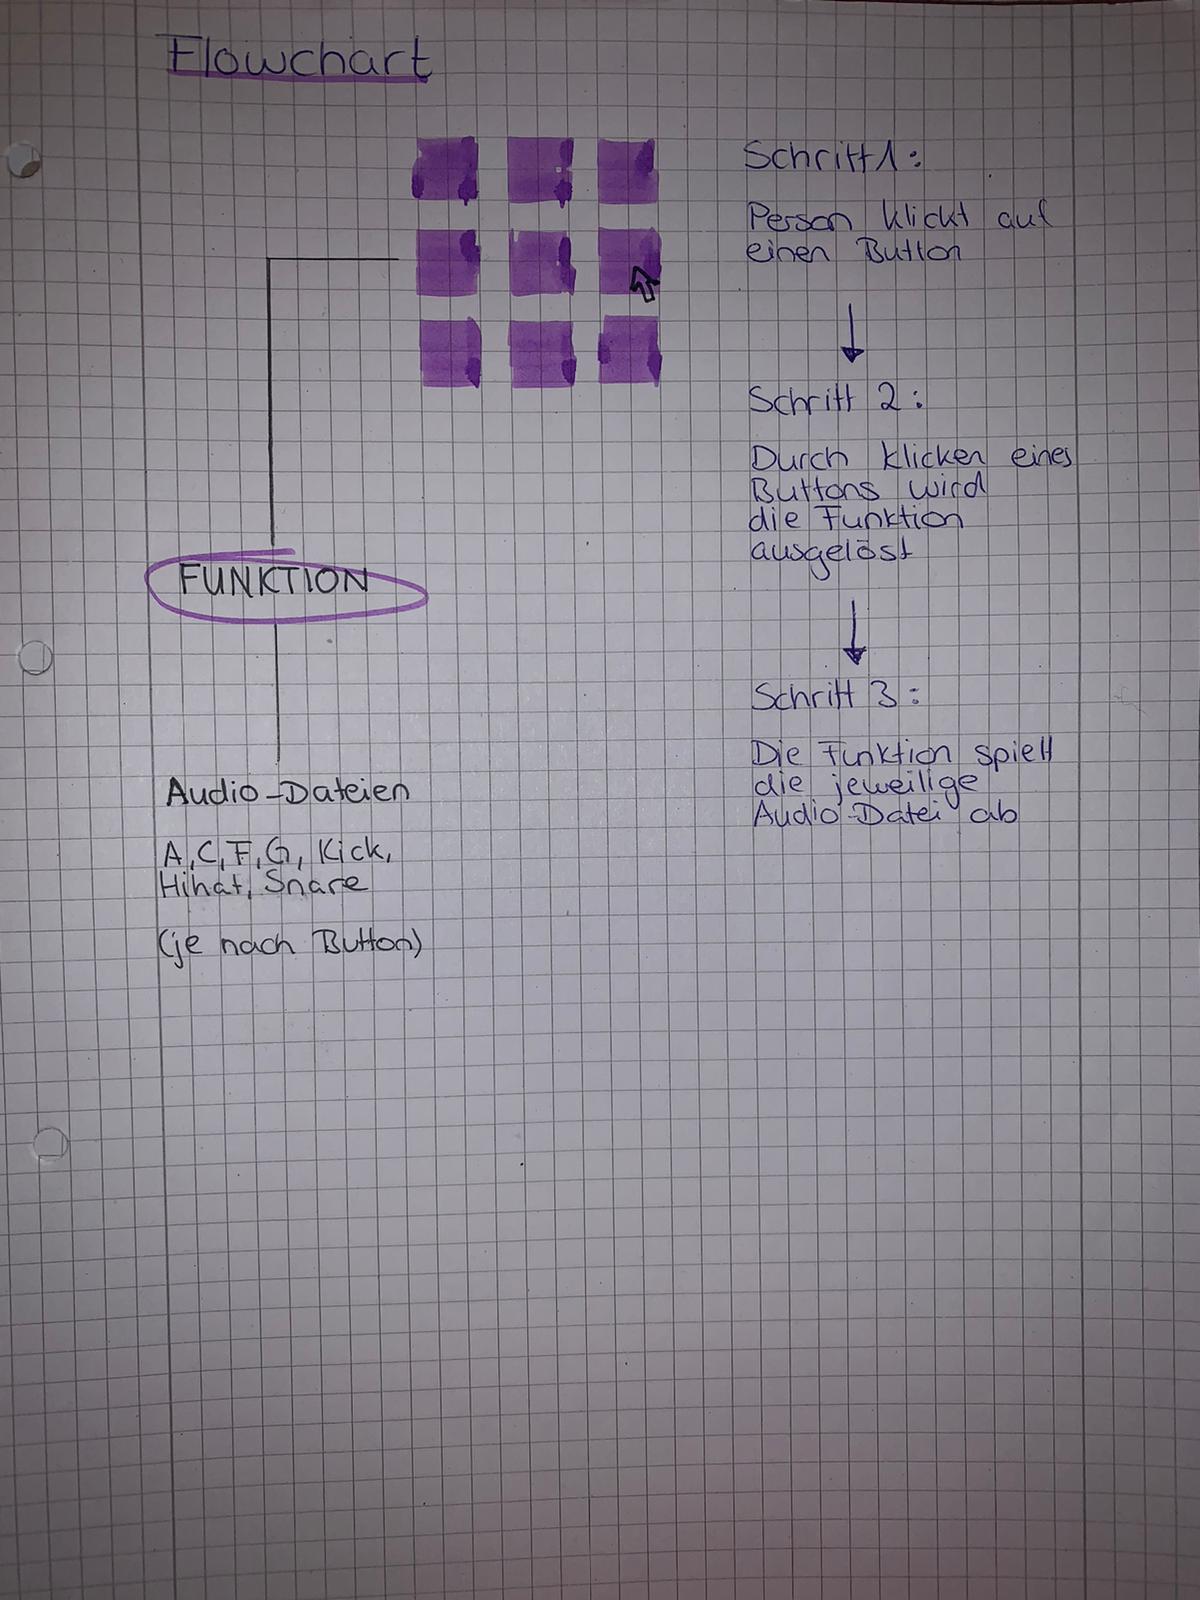 Flowchart
Schritt 1:
Person klickt auf
einen Button
Schritt 2:
Durch klicken eines
Buttons wird
die Funktion
ausgelöst
Schritt 3:
Die Funktion spielt
die jeweilige
Audio-Datei ab
FUNKTION
Audio-Dateien
A, C, F, G, Kick,
Hihat, Snare
(je nach Button)